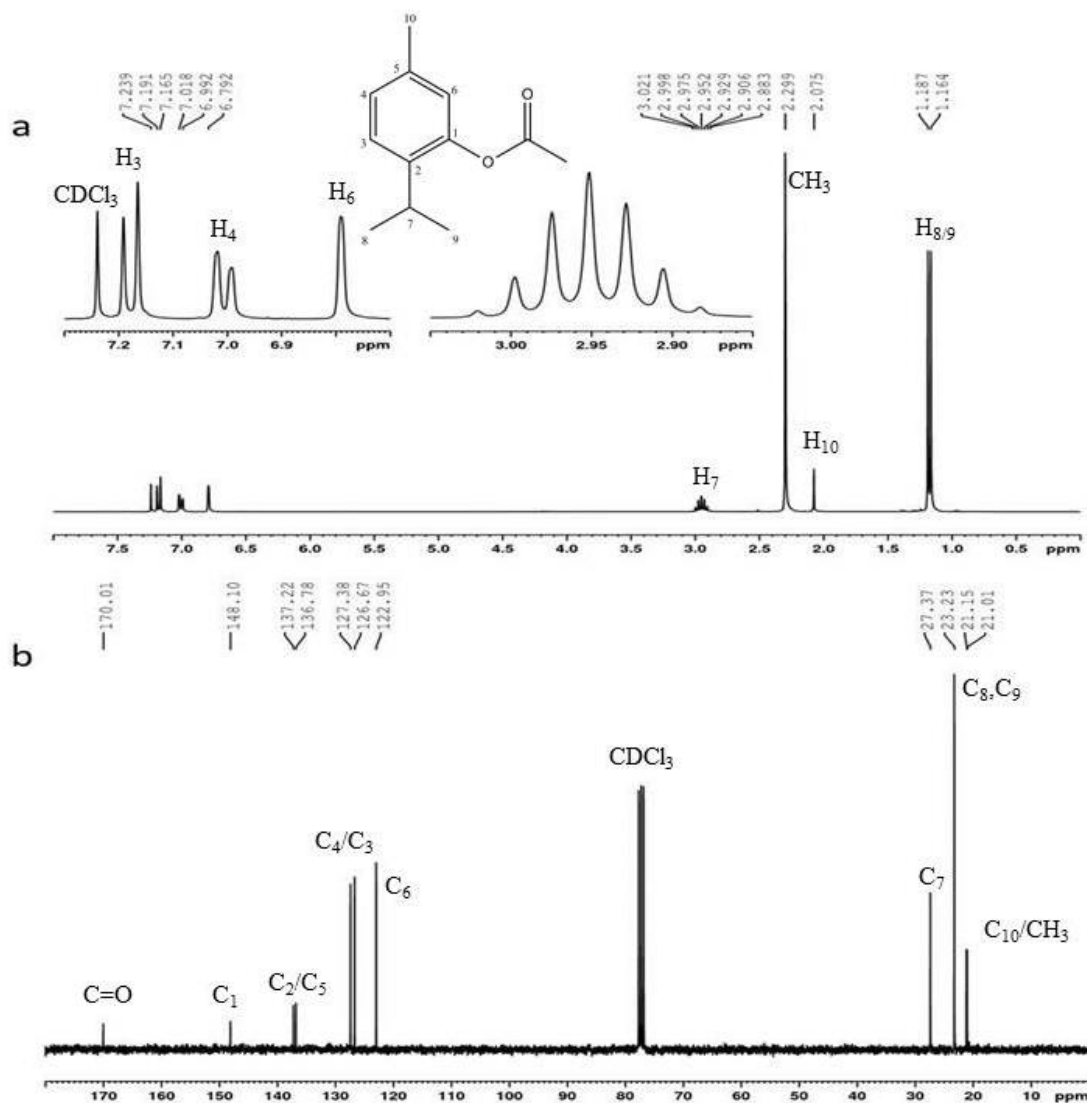 a
7.239
7.191
7.165
7.018
6.992
6.792
3.021
2.998
2.975
2.952
2.929
2.906
2.883
2.299
2.075
1.187
1.164
10
5
4
6
3
1
2
7
8
9
O
O
CDCl₃
H₃
H₄
H₆
7.2 7.1 7.0 6.9 ppm
3.00 2.95 2.90 ppm
CH₃
H₈/₉
H₇
H₁₀
7.5 7.0 6.5 6.0 5.5 5.0 4.5 4.0 3.5 3.0 2.5 2.0 1.5 1.0 0.5 ppm
b
170.01
148.10
137.22
136.78
127.38
126.67
122.95
27.37
23.23
21.15
21.01
C=O
C₁
C₂/C₅
C₄/C₃
C₆
CDCl₃
C₇
C₈,C₉
C₁₀/CH₃
170 160 150 140 130 120 110 100 90 80 70 60 50 40 30 20 10 ppm